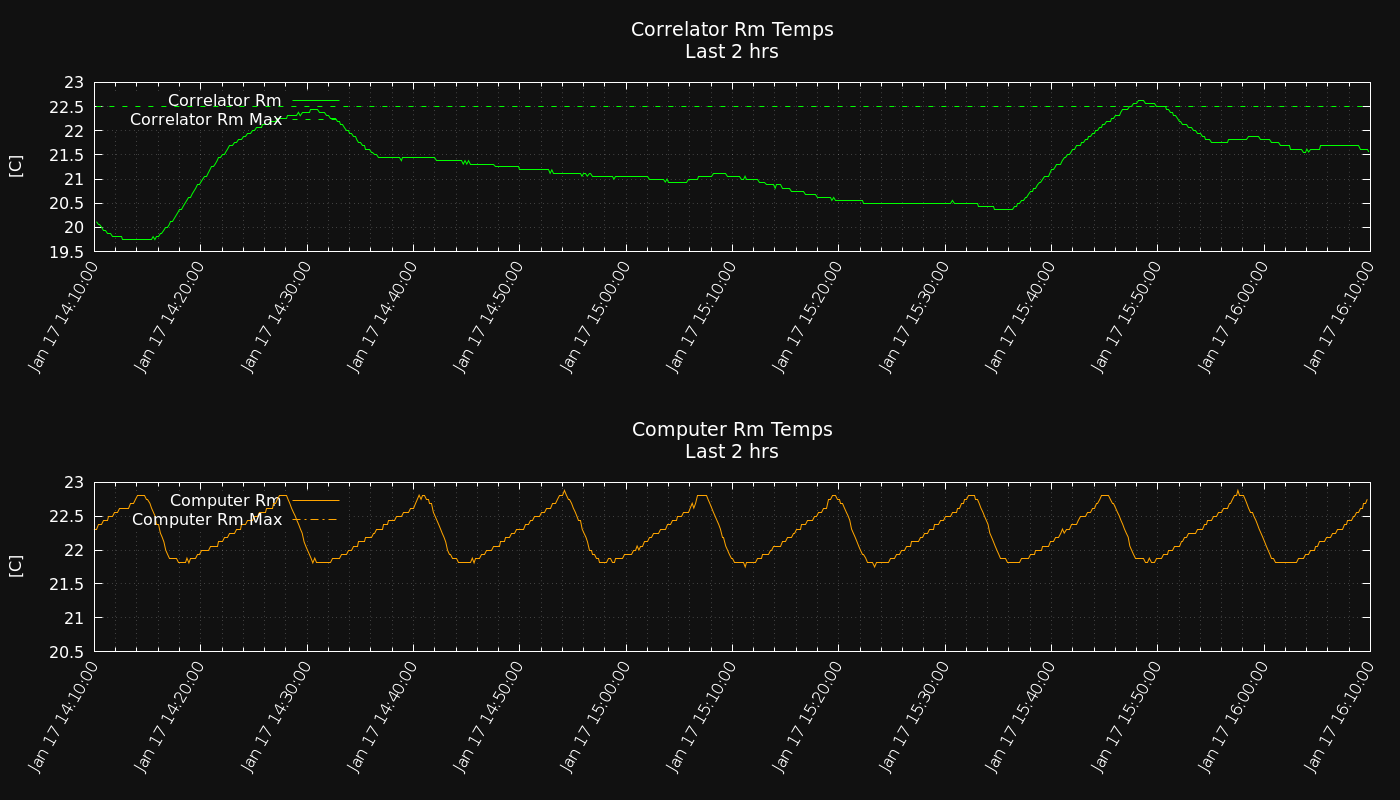 Correlator Rm Temps
Last 2 hrs
23
22.5
22
21.5
21
20.5
20
19.5
[C]
Correlator Rm
Correlator Rm Max
Jan 17 14:10:00
Jan 17 14:20:00
Jan 17 14:30:00
Jan 17 14:40:00
Jan 17 14:50:00
Jan 17 15:00:00
Jan 17 15:10:00
Jan 17 15:20:00
Jan 17 15:30:00
Jan 17 15:40:00
Jan 17 15:50:00
Jan 17 16:00:00
Jan 17 16:10:00
Computer Rm Temps
Last 2 hrs
23
22.5
22
21.5
21
20.5
[C]
Computer Rm
Computer Rm Max
Jan 17 14:10:00
Jan 17 14:20:00
Jan 17 14:30:00
Jan 17 14:40:00
Jan 17 14:50:00
Jan 17 15:00:00
Jan 17 15:10:00
Jan 17 15:20:00
Jan 17 15:30:00
Jan 17 15:40:00
Jan 17 15:50:00
Jan 17 16:00:00
Jan 17 16:10:00